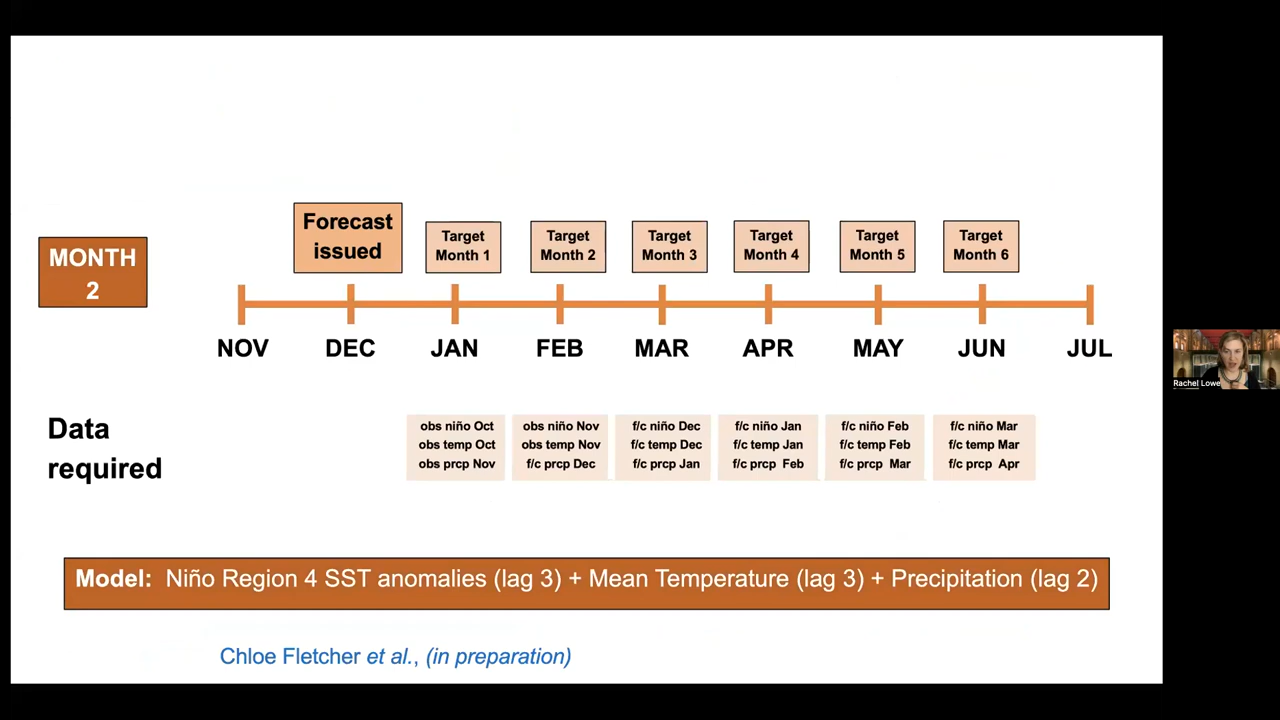 Forecast
issued
Target
Month 1
Target
Month 2
Target
Month 3
Target
Month 4
Target
Month 5
Target
Month 6
MONTH
2
NOV
DEC
JAN
FEB
MAR
APR
MAY
JUN
JUL
Rachel Lowe
Data
required
obs niño Oct
obs temp Oct
obs prcp Nov
obs niño Nov
obs temp Nov
f/c prcp Dec
f/c niño Dec
f/c temp Dec
f/c prcp Jan
f/c niño Jan
f/c temp Jan
f/c prcp Feb
f/c niño Feb
f/c temp Feb
f/c prcp Mar
f/c niño Mar
f/c temp Mar
f/c prcp Apr
Model: Niño Region 4 SST anomalies (lag 3) + Mean Temperature (lag 3) + Precipitation (lag 2)
Chloe Fletcher et al., (in preparation)